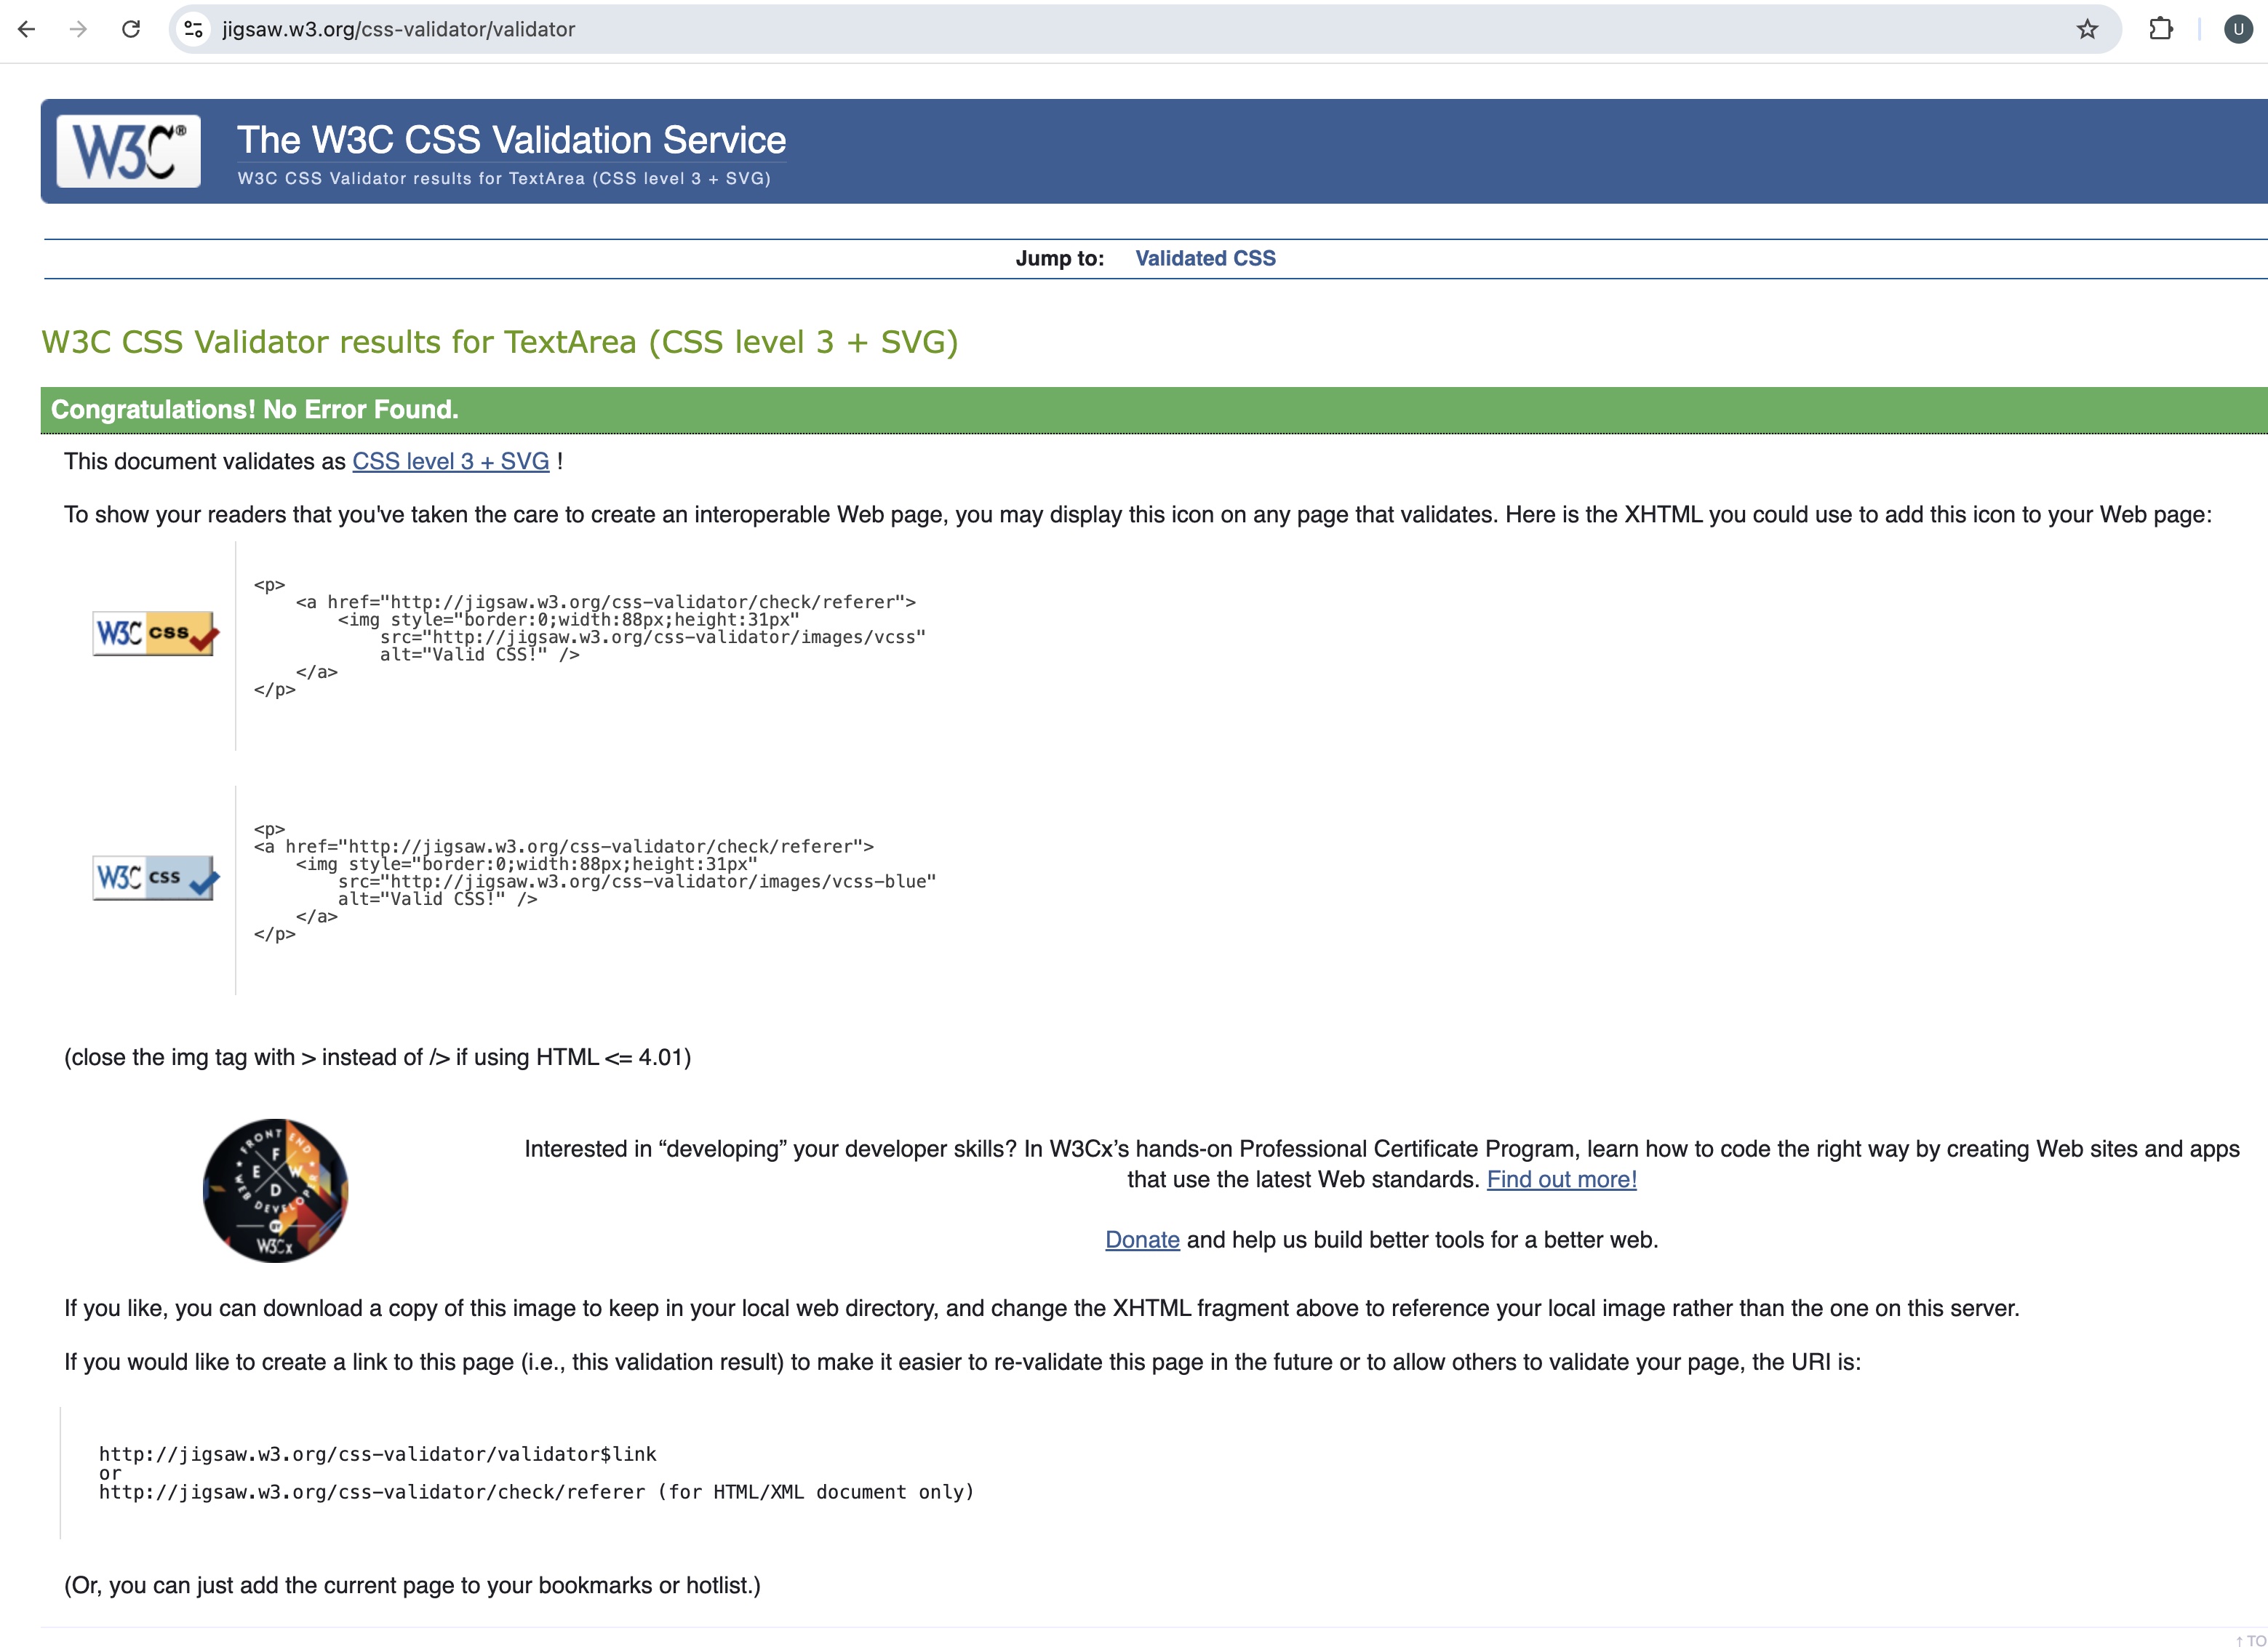 jigsaw.w3.org/css-validator/validator
U
W3C®
The W3C CSS Validation Service
W3C CSS Validator results for TextArea (CSS level 3 + SVG)
Jump to: Validated CSS
W3C CSS Validator results for TextArea (CSS level 3 + SVG)
Congratulations! No Error Found.
This document validates as CSS level 3 + SVG !
To show your readers that you've taken the care to create an interoperable Web page, you may display this icon on any page that validates. Here is the XHTML you could use to add this icon to your Web page:
W3C css
<p>
    <a href="http://jigsaw.w3.org/css-validator/check/referer">
        <img style="border:0;width:88px;height:31px"
            src="http://jigsaw.w3.org/css-validator/images/vcss"
            alt="Valid CSS!" />
    </a>
</p>
W3C css
<p>
<a href="http://jigsaw.w3.org/css-validator/check/referer">
    <img style="border:0;width:88px;height:31px"
        src="http://jigsaw.w3.org/css-validator/images/vcss-blue"
        alt="Valid CSS!" />
    </a>
</p>
(close the img tag with > instead of /> if using HTML <= 4.01)
FRONT END
F
E W
D
WEB DEVELOPER
BY
W3Cx
Interested in “developing” your developer skills? In W3Cx’s hands-on Professional Certificate Program, learn how to code the right way by creating Web sites and apps
that use the latest Web standards. Find out more!
Donate and help us build better tools for a better web.
If you like, you can download a copy of this image to keep in your local web directory, and change the XHTML fragment above to reference your local image rather than the one on this server.
If you would like to create a link to this page (i.e., this validation result) to make it easier to re-validate this page in the future or to allow others to validate your page, the URI is:
http://jigsaw.w3.org/css-validator/validator$link
or
http://jigsaw.w3.org/css-validator/check/referer (for HTML/XML document only)
(Or, you can just add the current page to your bookmarks or hotlist.)